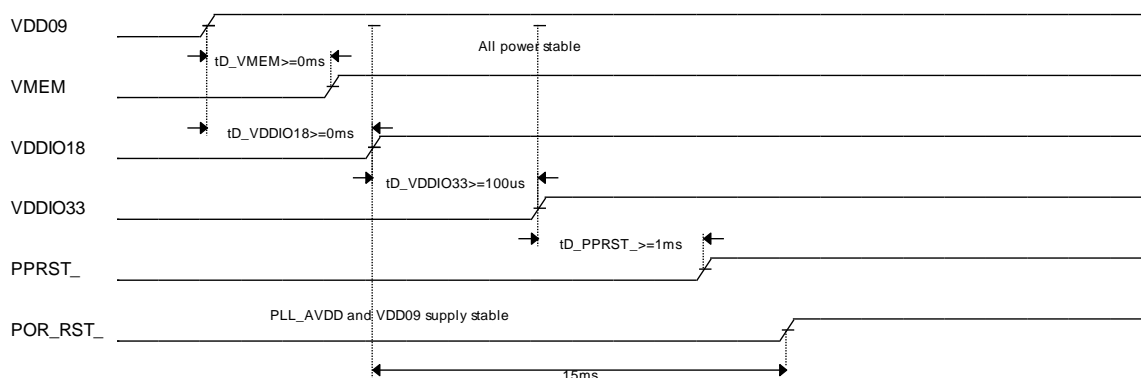 VDD09
All power stable
tD_VMEM>=0ms
VMEM
tD_VDDIO18>=0ms
VDDIO18
tD_VDDIO33>=100us
VDDIO33
tD_PPRST_>=1ms
PPRST_
PLL_AVDD and VDD09 supply stable
POR_RST_
15ms